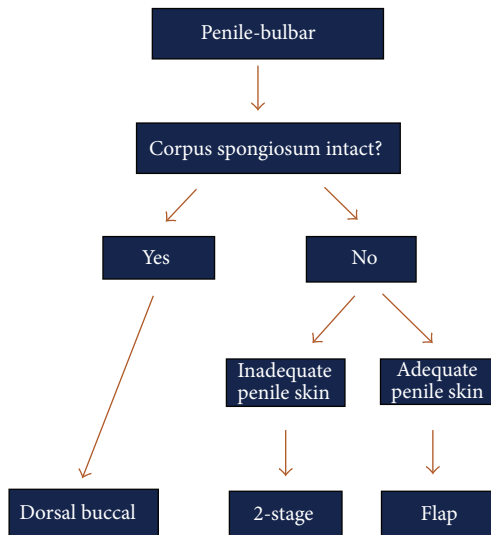 Penile-bulbar
Corpus spongiosum intact?
Yes
No
Inadequate
penile skin
Adequate
penile skin
Dorsal buccal
2-stage
Flap